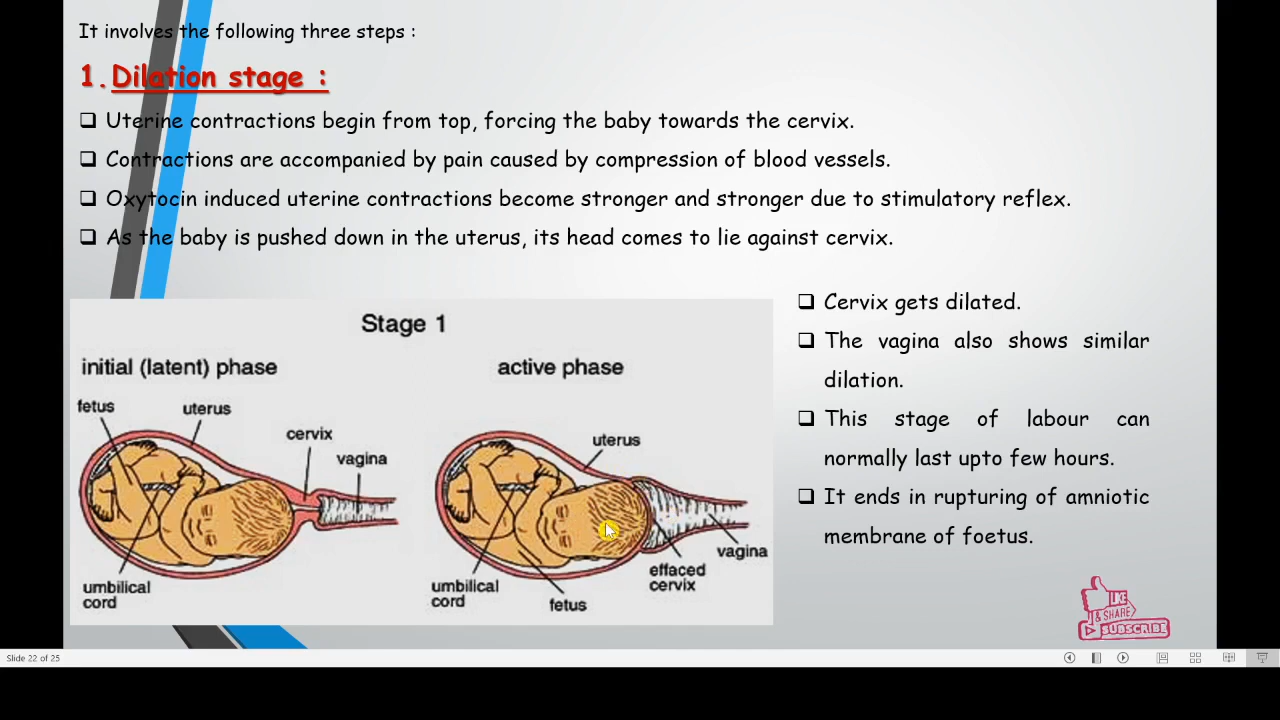 It involves the following three steps :
1. Dilation stage :
❑ Uterine contractions begin from top, forcing the baby towards the cervix.
❑ Contractions are accompanied by pain caused by compression of blood vessels.
❑ Oxytocin induced uterine contractions become stronger and stronger due to stimulatory reflex.
❑ As the baby is pushed down in the uterus, its head comes to lie against cervix.
❑ Cervix gets dilated.
❑ The vagina also shows similar
dilation.
❑ This stage of labour can
normally last upto few hours.
❑ It ends in rupturing of amniotic
membrane of foetus.
Stage 1
initial (latent) phase
fetus
uterus
cervix
vagina
umbilical
cord
active phase
uterus
vagina
effaced
cervix
umbilical
cord
fetus
LIKE
& SHARE
SUBSCRIBE
Slide 22 of 25